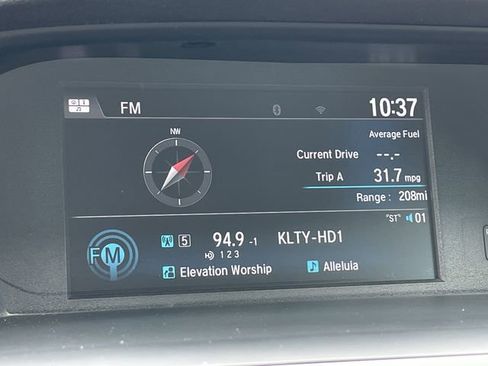 FM
10:37
NW
Average Fuel
Current Drive --.-
Trip A 31.7 mpg
Range : 208mi
"ST" 01
FM
5 94.9 -1 KLTY-HD1
1 2 3
Elevation Worship Alleluia